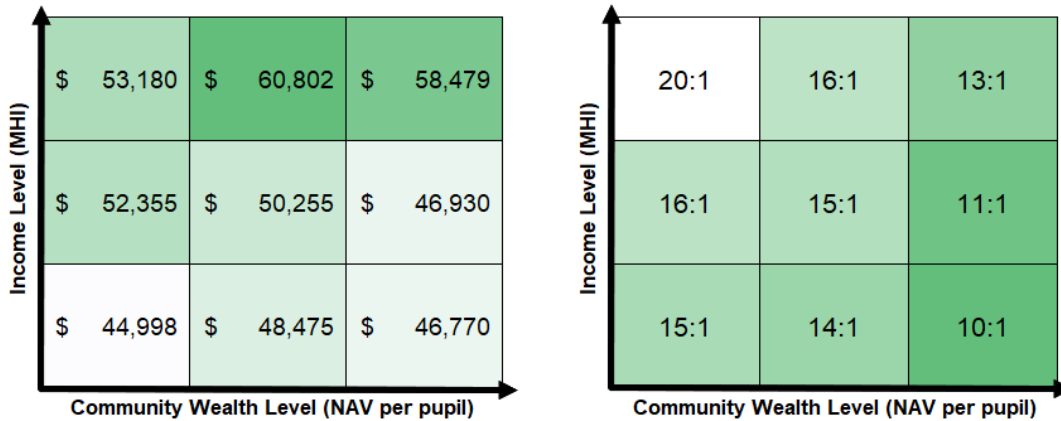 Income Level (MHI)
$ 53,180 $ 60,802 $ 58,479
$ 52,355 $ 50,255 $ 46,930
$ 44,998 $ 48,475 $ 46,770
Community Wealth Level (NAV per pupil)
Income Level (MHI)
20:1 16:1 13:1
16:1 15:1 11:1
15:1 14:1 10:1
Community Wealth Level (NAV per pupil)